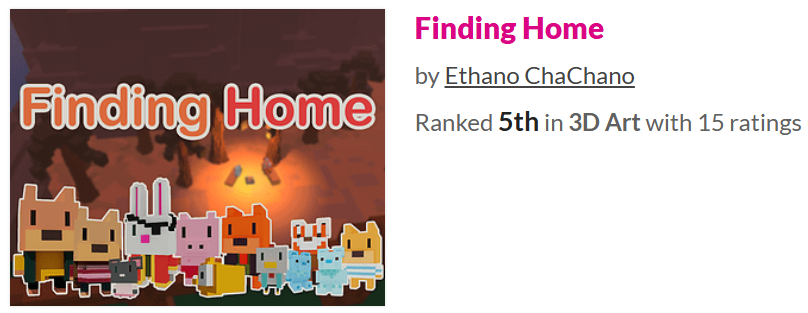 Finding Home
Finding Home
by Ethano ChaChano
Ranked 5th in 3D Art with 15 ratings